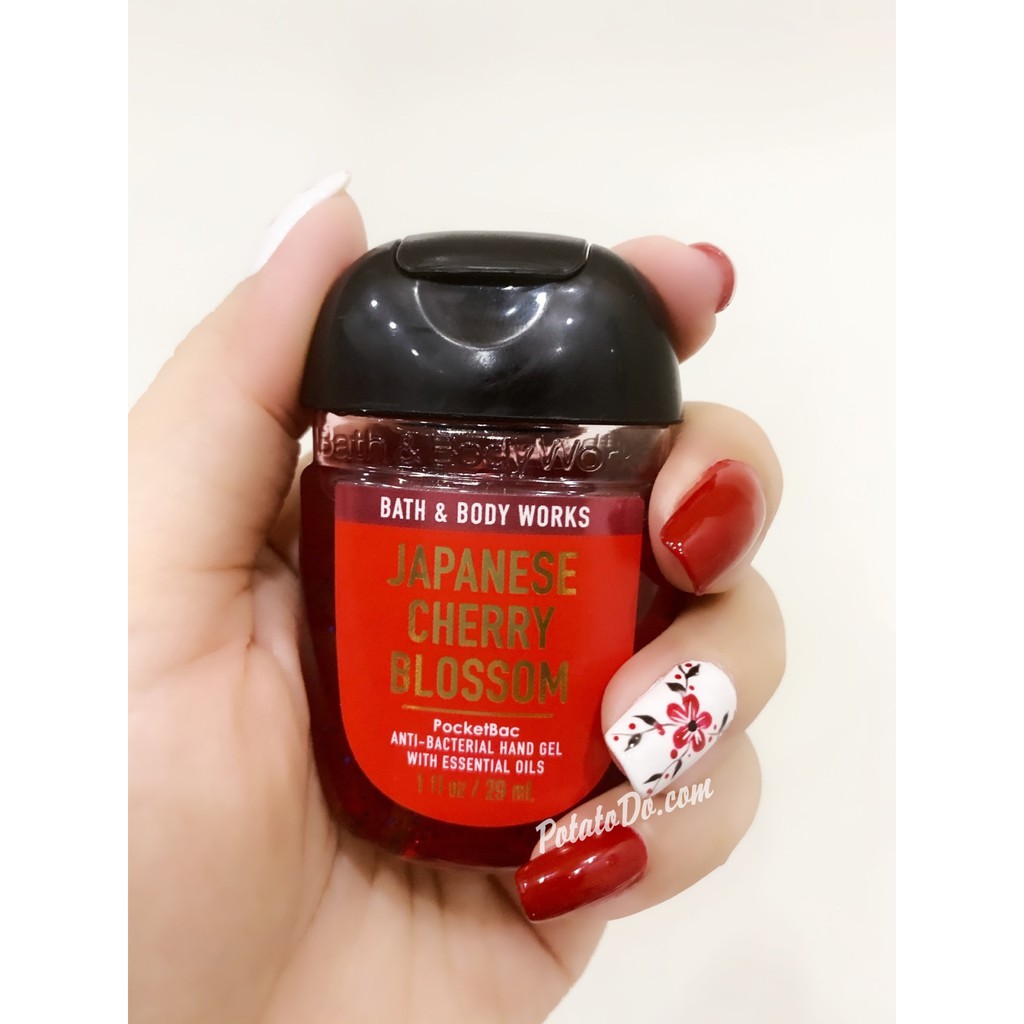 Bath & Body Work
BATH & BODY WORKS
JAPANESE
CHERRY
BLOSSOM
PocketBac
ANTI-BACTERIAL HAND GEL
WITH ESSENTIAL OILS
1 fl oz / 29 mL
PotatoDo.com